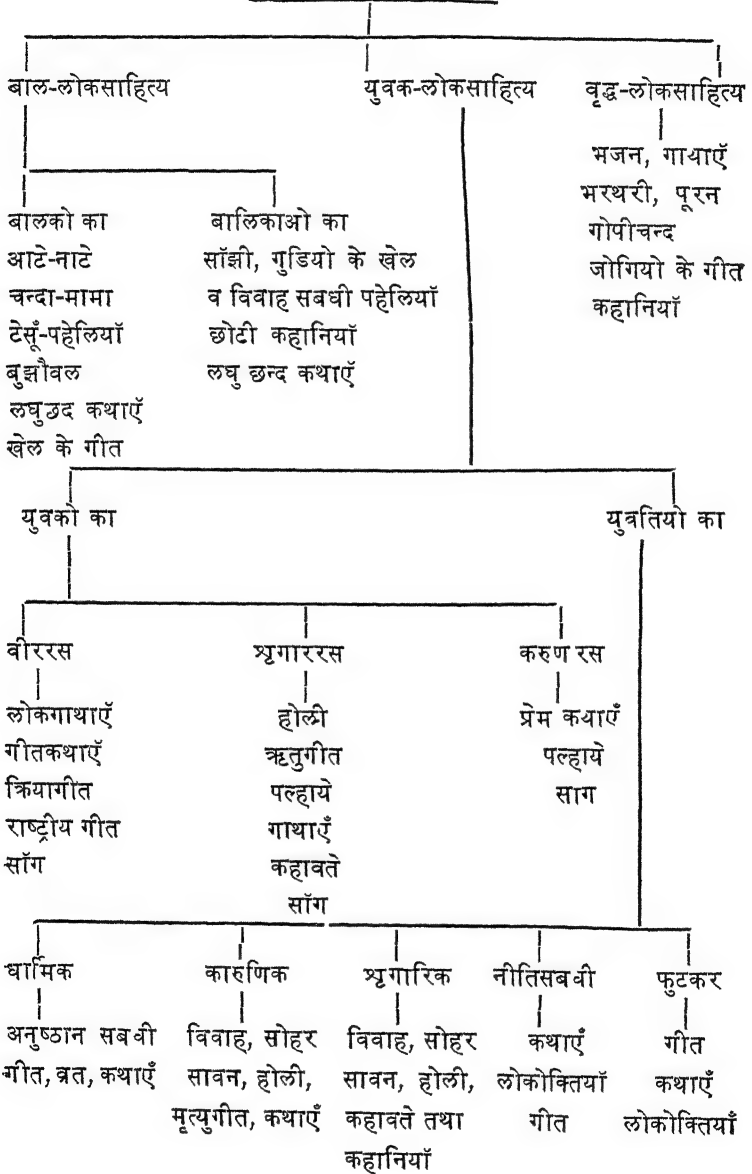 बाल-लोकसाहित्य युवक-लोकसाहित्य वृद्ध-लोकसाहित्य
भजन, गाथाएँ
भरथरी, पूरन
गोपीचन्द
जोगियो के गीत
कहानियाँ
बालको का
आटे-नाटे
चन्दा-मामा
टेसूँ-पहेलियाँ
बुझौवल
लघुछद कथाएँ
खेल के गीत
बालिकाओ का
साँझी, गुडियो के खेल
व विवाह सबधी पहेलियाँ
छोटी कहानियाँ
लघु छन्द कथाएँ
युवको का युवतियो का
वीररस
लोकगाथाएँ
गीतकथाएँ
क्रियागीत
राष्ट्रीय गीत
साँग
श्रृगाररस
होली
ऋतुगीत
पल्हाये
गाथाएँ
कहावते
साँग
करुण रस
प्रेम कथाएँ
पल्हाये
साग
धार्मिक
अनुष्ठान सबधी
गीत, व्रत, कथाएँ
कारुणिक
विवाह, सोहर
सावन, होली,
मृत्युगीत, कथाएँ
श्रृगारिक
विवाह, सोहर
सावन, होली,
कहावते तथा
कहानियाँ
नीतिसबधी
कथाएँ
लोकोक्तियाँ
गीत
फुटकर
गीत
कथाएँ
लोकोक्तियाँ